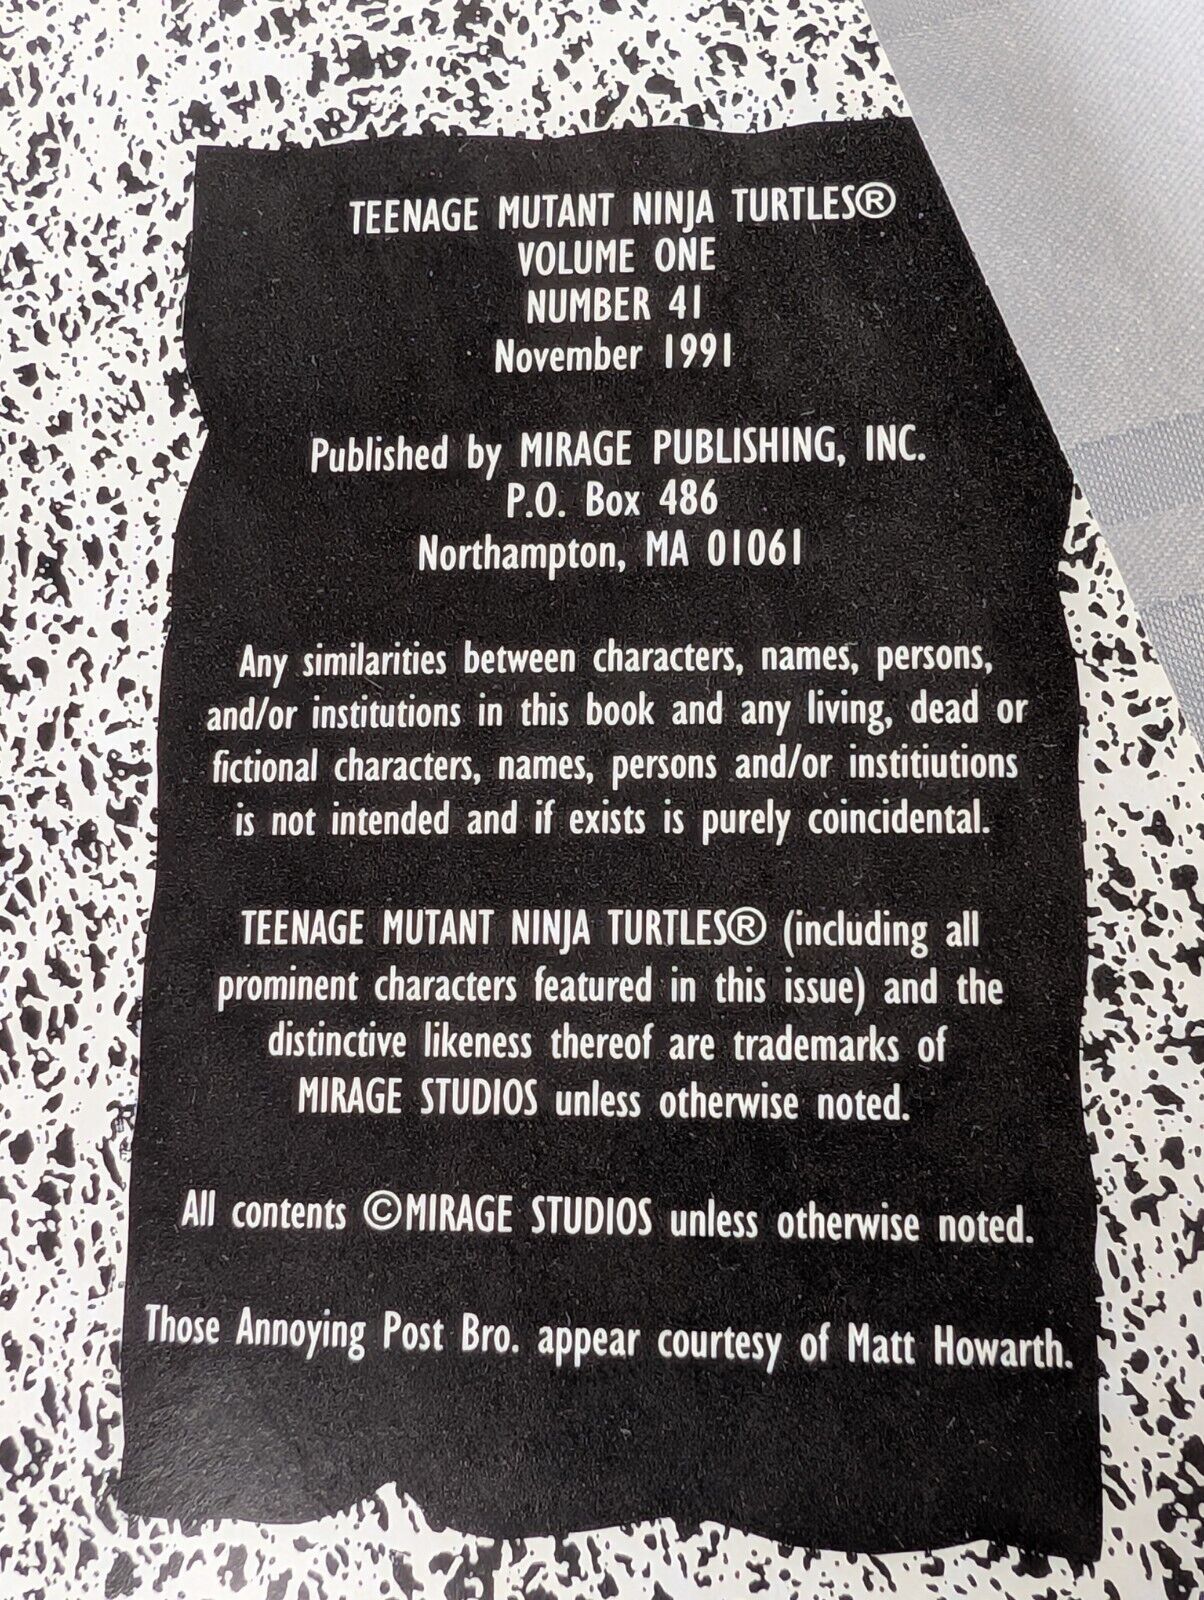 TEENAGE MUTANT NINJA TURTLES®
VOLUME ONE
NUMBER 41
November 1991
Published by MIRAGE PUBLISHING, INC.
P.O. Box 486
Northampton, MA 01061
Any similarities between characters, names, persons,
and/or institutions in this book and any living, dead or
fictional characters, names, persons and/or institiutions
is not intended and if exists is purely coincidental.
TEENAGE MUTANT NINJA TURTLES® (including all
prominent characters featured in this issue) and the
distinctive likeness thereof are trademarks of
MIRAGE STUDIOS unless otherwise noted.
All contents ©MIRAGE STUDIOS unless otherwise noted.
Those Annoying Post Bro. appear courtesy of Matt Howarth.